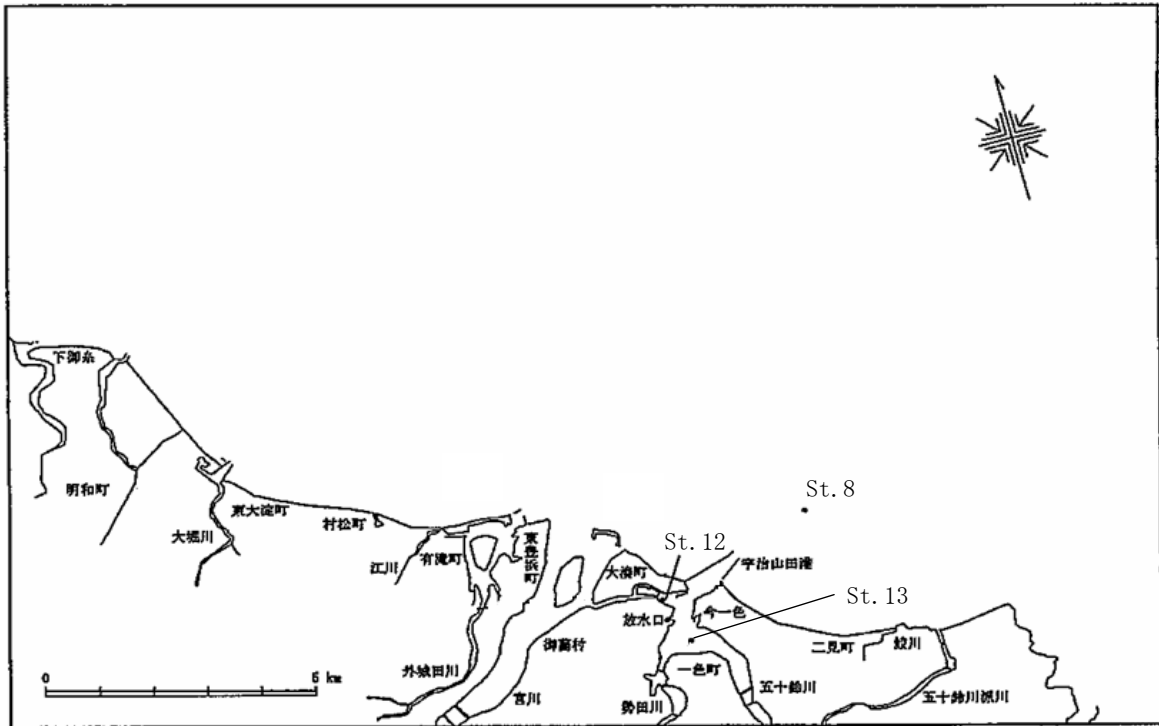 下御糸
明和町
大堀川
東大淀町
村松町
江川
有滝町
東豊浜町
外城田川
宮川
御薗村
大湊町
放水口
St.12
St.8
宇治山田港
今一色
St.13
一色町
勢田川
五十鈴川
二見町
鮫川
五十鈴川派川
0
5 km